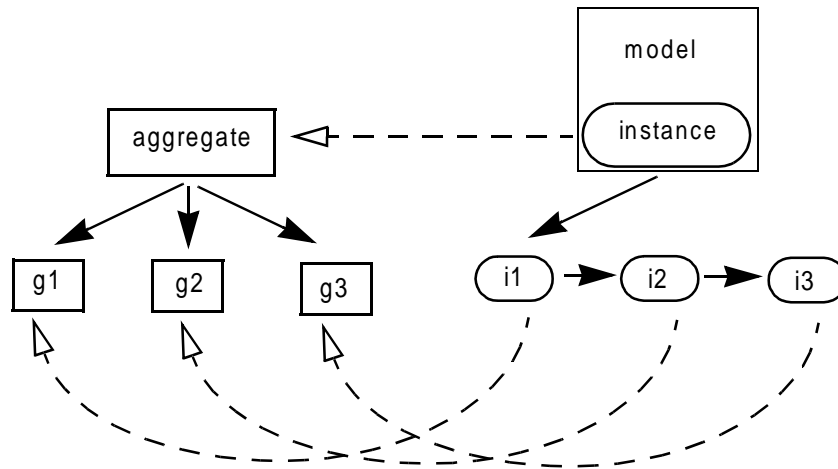 model
aggregate
instance
g1
g2
g3
i1
i2
i3